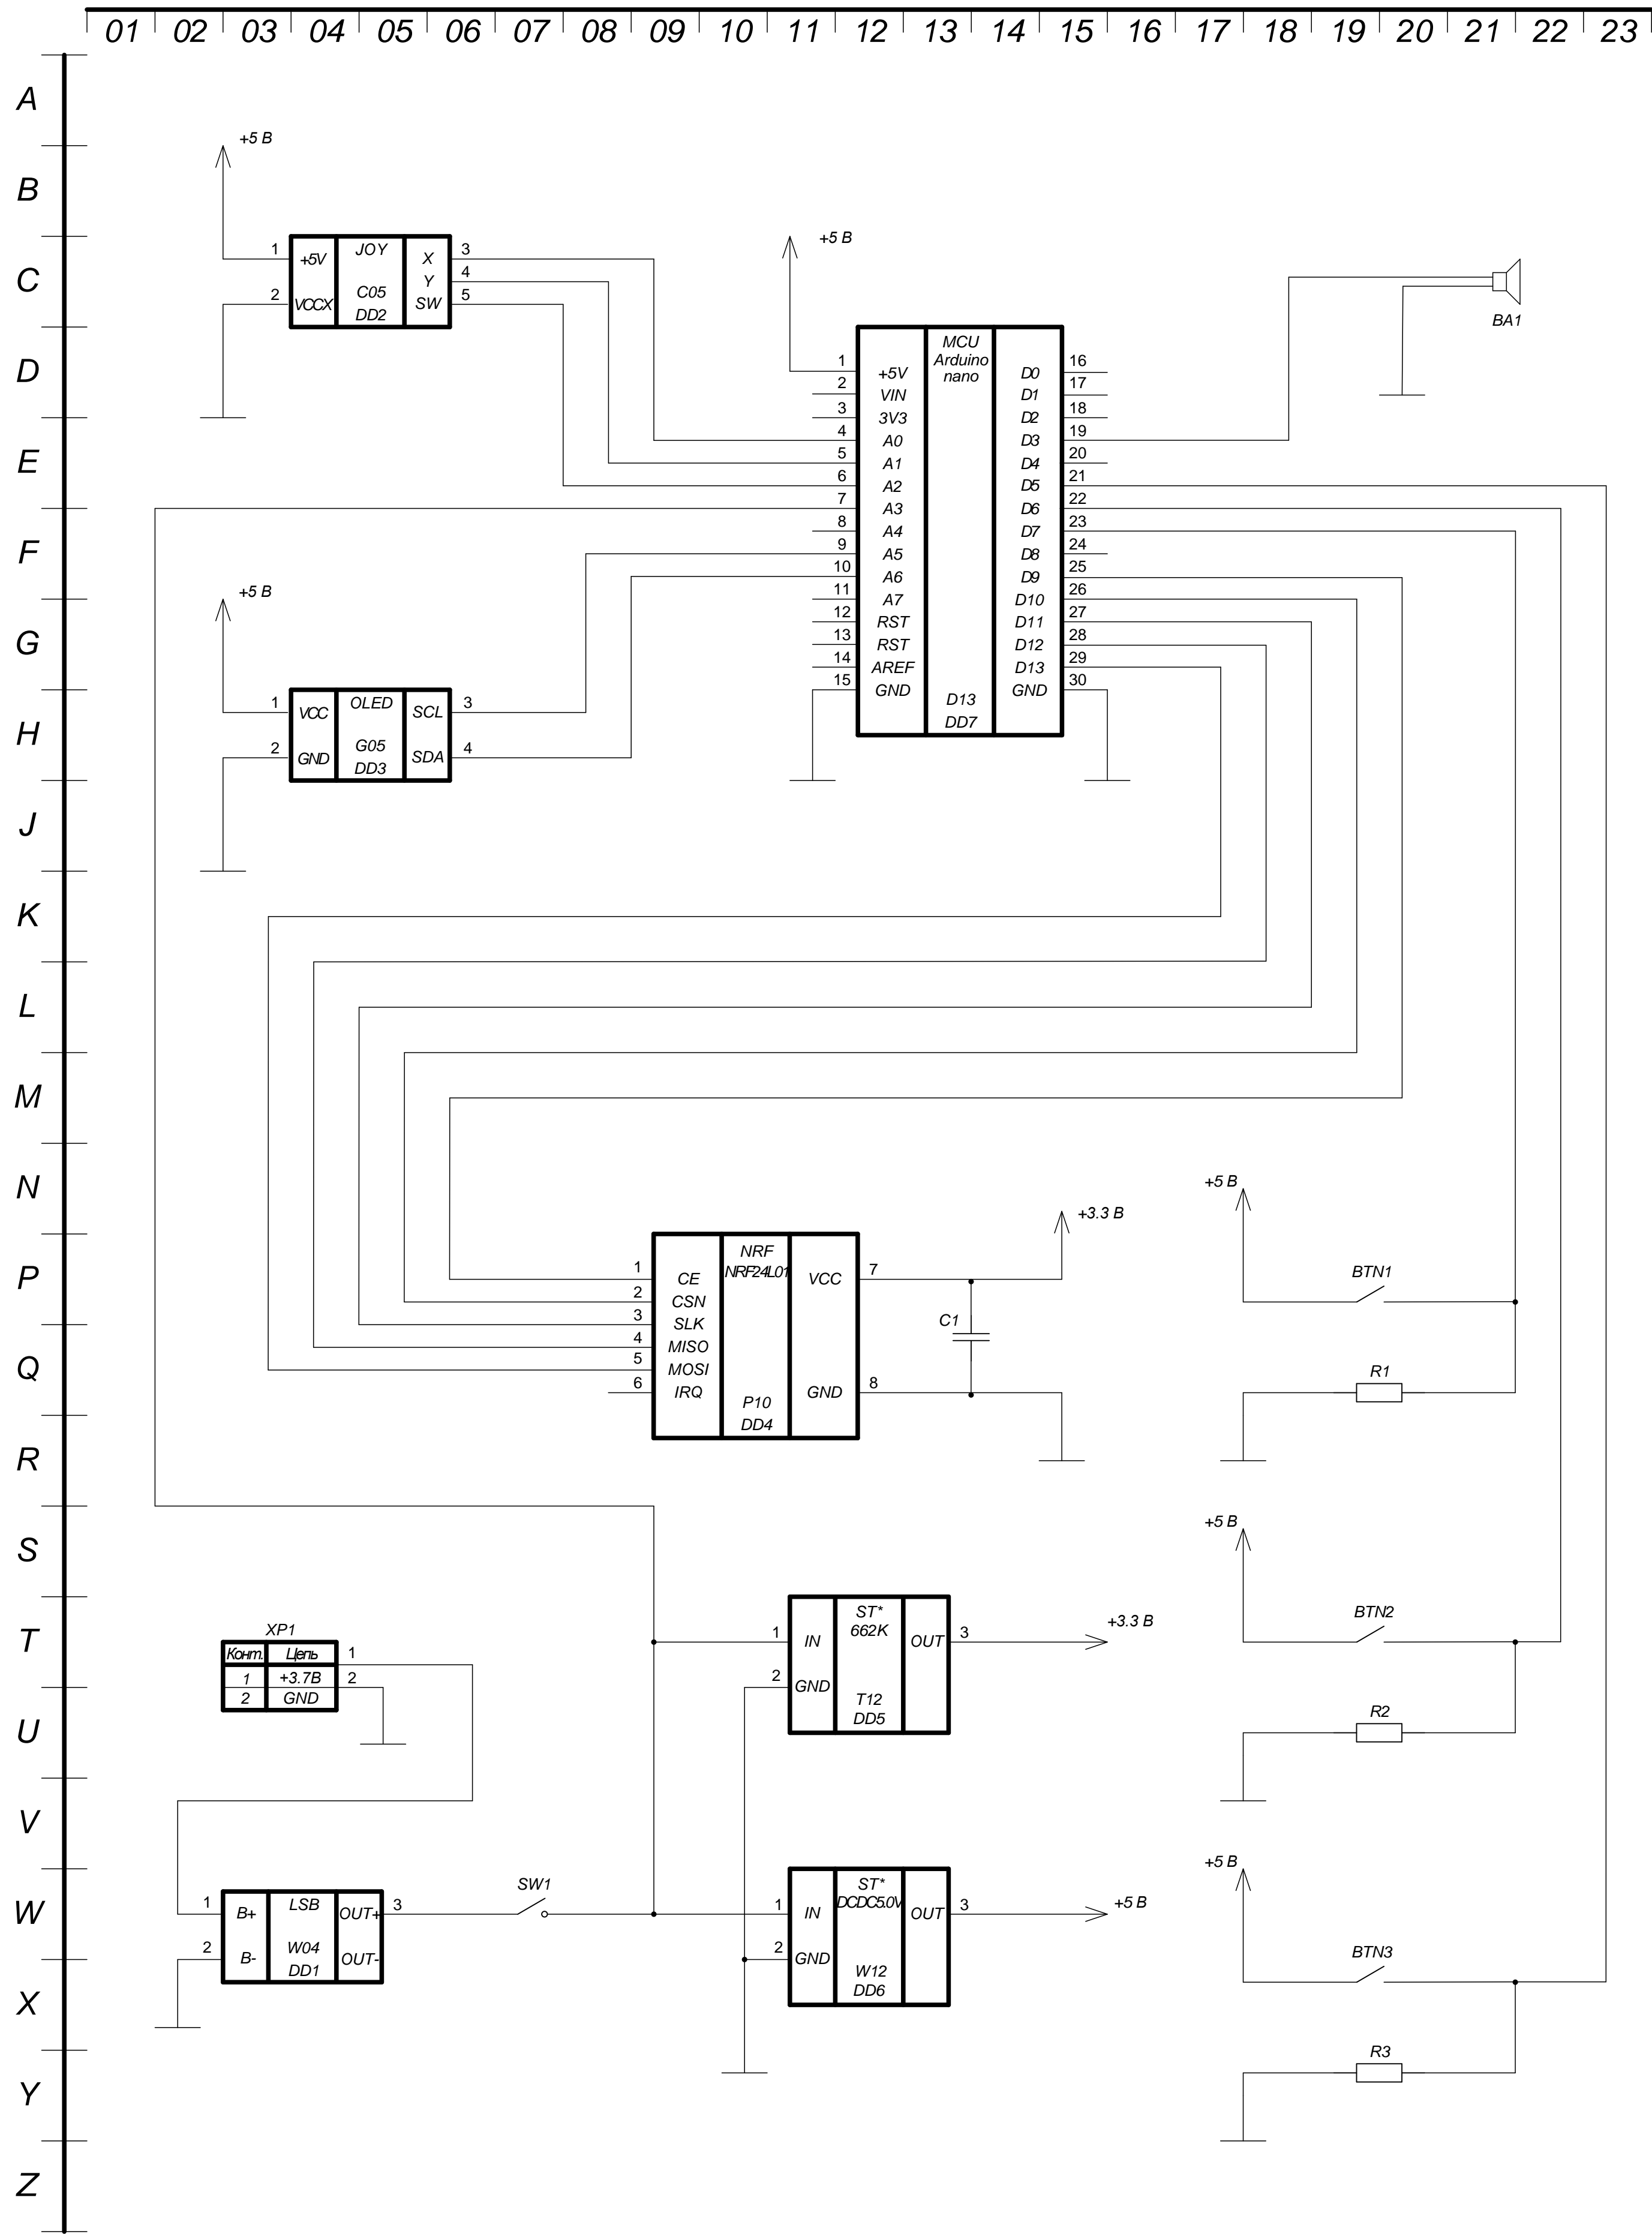 01 02 03 04 05 06 07 08 09 10 11 12 13 14 15 16 17 18 19 20 21 22 23
A
+5 В
B
1 +5V JOY X 3
+5 В
C
Y 4
2 VCCX C05 SW 5
DD2
BA1
D
MCU
Arduino
nano
1 +5V D0 16
2 VIN D1 17
3 3V3 D2 18
4 A0 D3 19
E
5 A1 D4 20
6 A2 D5 21
7 A3 D6 22
8 A4 D7 23
F
9 A5 D8 24
10 A6 D9 25
+5 В
11 A7 D10 26
12 RST D11 27
G
13 RST D12 28
14 AREF D13 29
15 GND GND 30
D13
DD7
1 VCC OLED SCL 3
H
2 GND G05 SDA 4
DD3
J
K
L
M
N
+5 В
+3.3 В
P
NRF
NRF24L01
1 CE VCC 7
2 CSN
3 SLK
4 MISO
5 MOSI
6 IRQ GND 8
P10
DD4
C1
BTN1
Q
R1
R
S
+5 В
T
XP1
Конт. Цепь 1
1 +3.7В 2
2 GND
ST*
662K
1 IN OUT 3
+3.3 В
2 GND
T12
DD5
BTN2
U
R2
V
+5 В
W
1 B+ LSB OUT+ 3
SW1
2 B- W04 OUT-
DD1
ST*
DCDC5.0V
1 IN OUT 3
+5 В
2 GND
W12
DD6
BTN3
X
R3
Y
Z